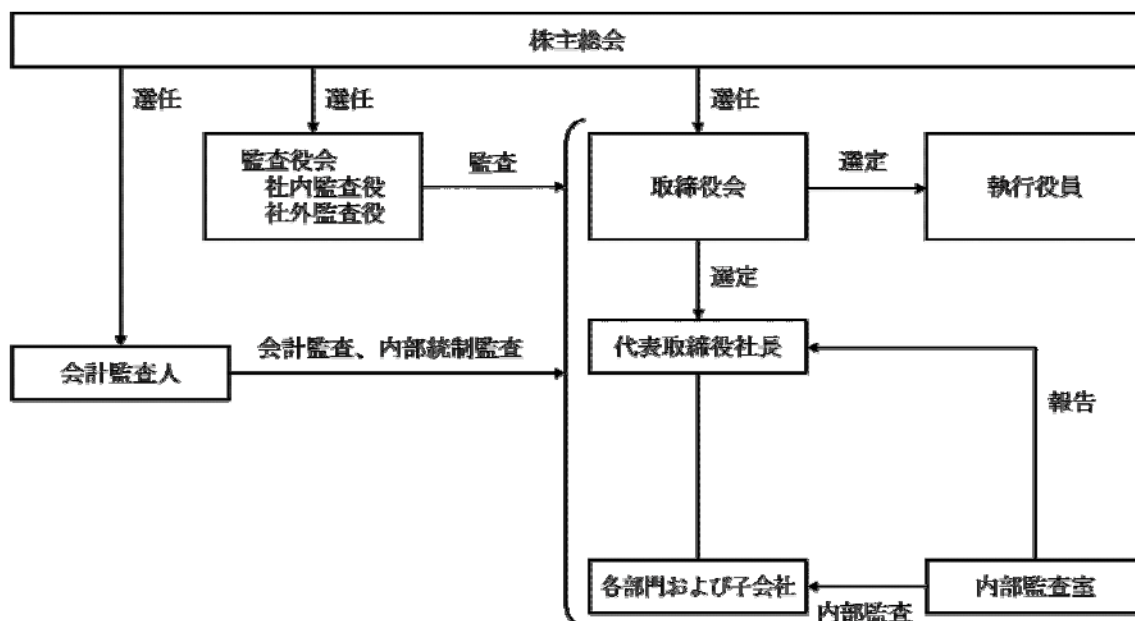 株主総会
選任
選任
選任
監査役会
社内監査役
社外監査役
監査
取締役会
選定
執行役員
選定
会計監査人
会計監査、内部統制監査
代表取締役社長
報告
各部門および子会社
内部監査
内部監査室